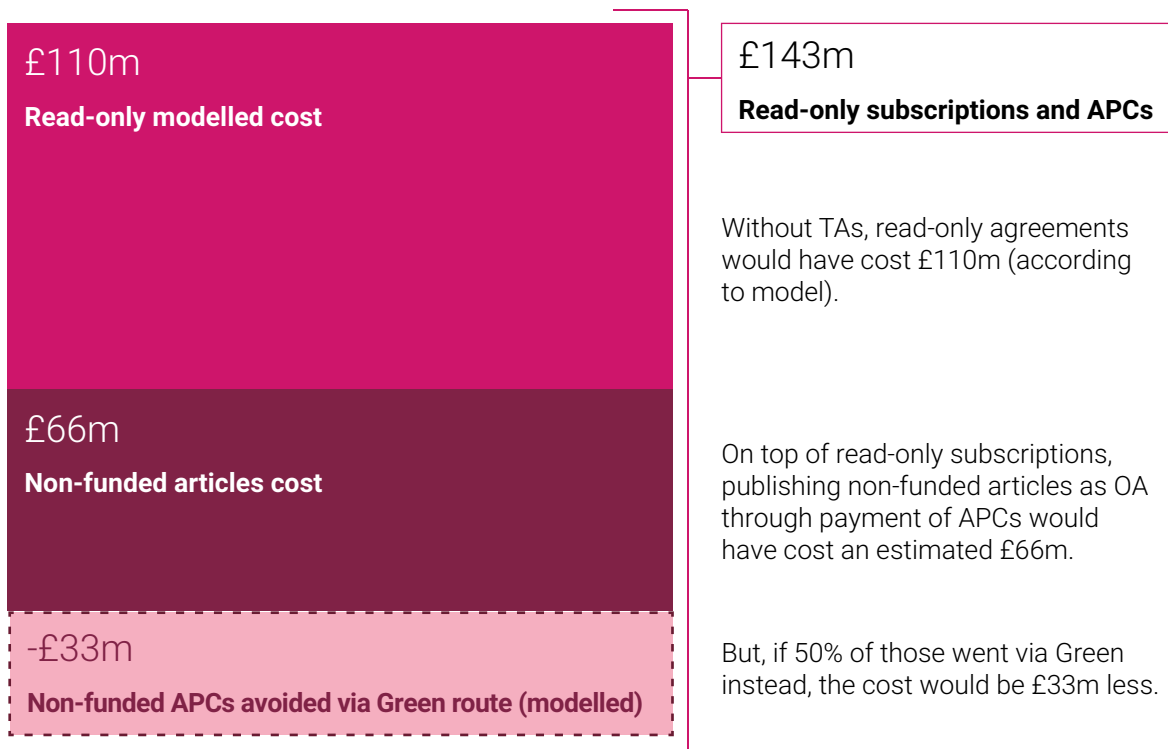 £110m
Read-only modelled cost
£143m
Read-only subscriptions and APCs
Without TAs, read-only agreements
would have cost £110m (according
to model).
£66m
Non-funded articles cost
On top of read-only subscriptions,
publishing non-funded articles as OA
through payment of APCs would
have cost an estimated £66m.
-£33m
Non-funded APCs avoided via Green route (modelled)
But, if 50% of those went via Green
instead, the cost would be £33m less.